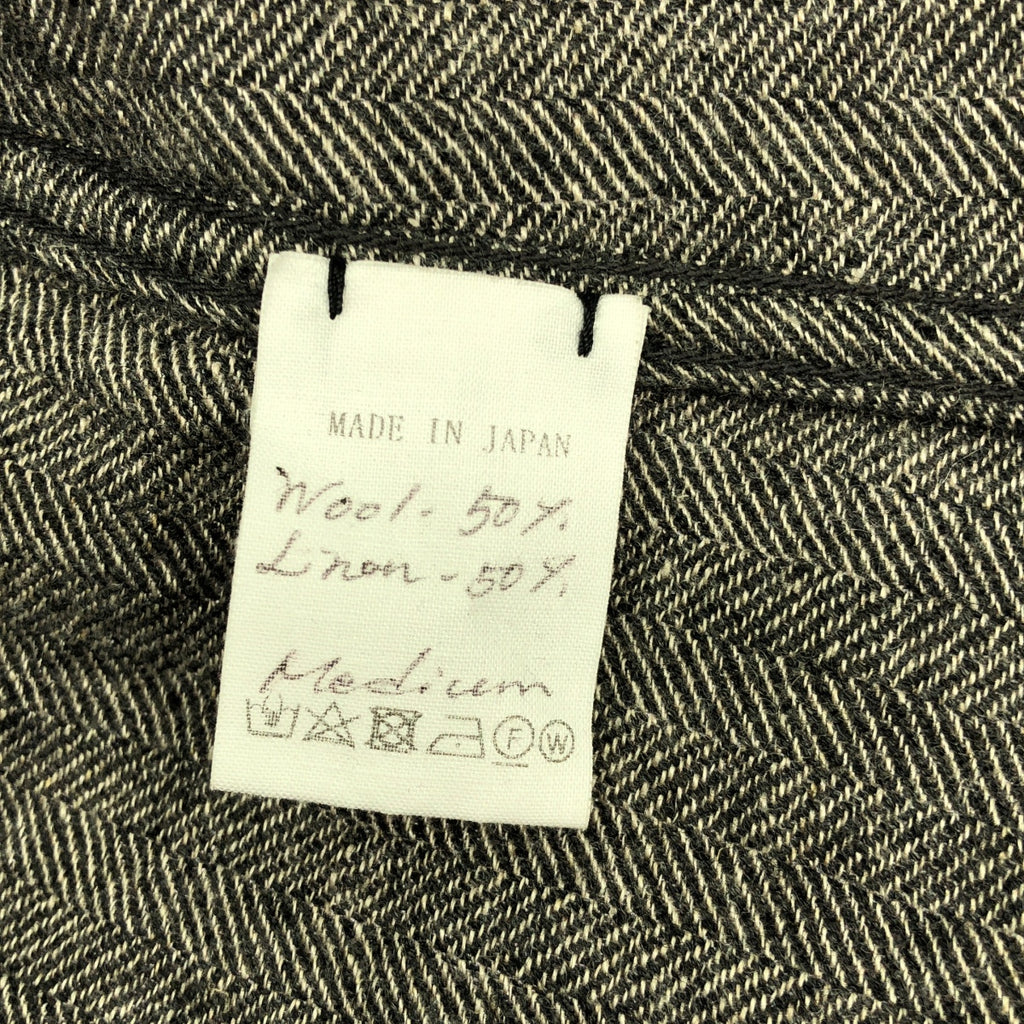 MADE IN JAPAN
Wool - 50%
Linen - 50%
Medium
F W